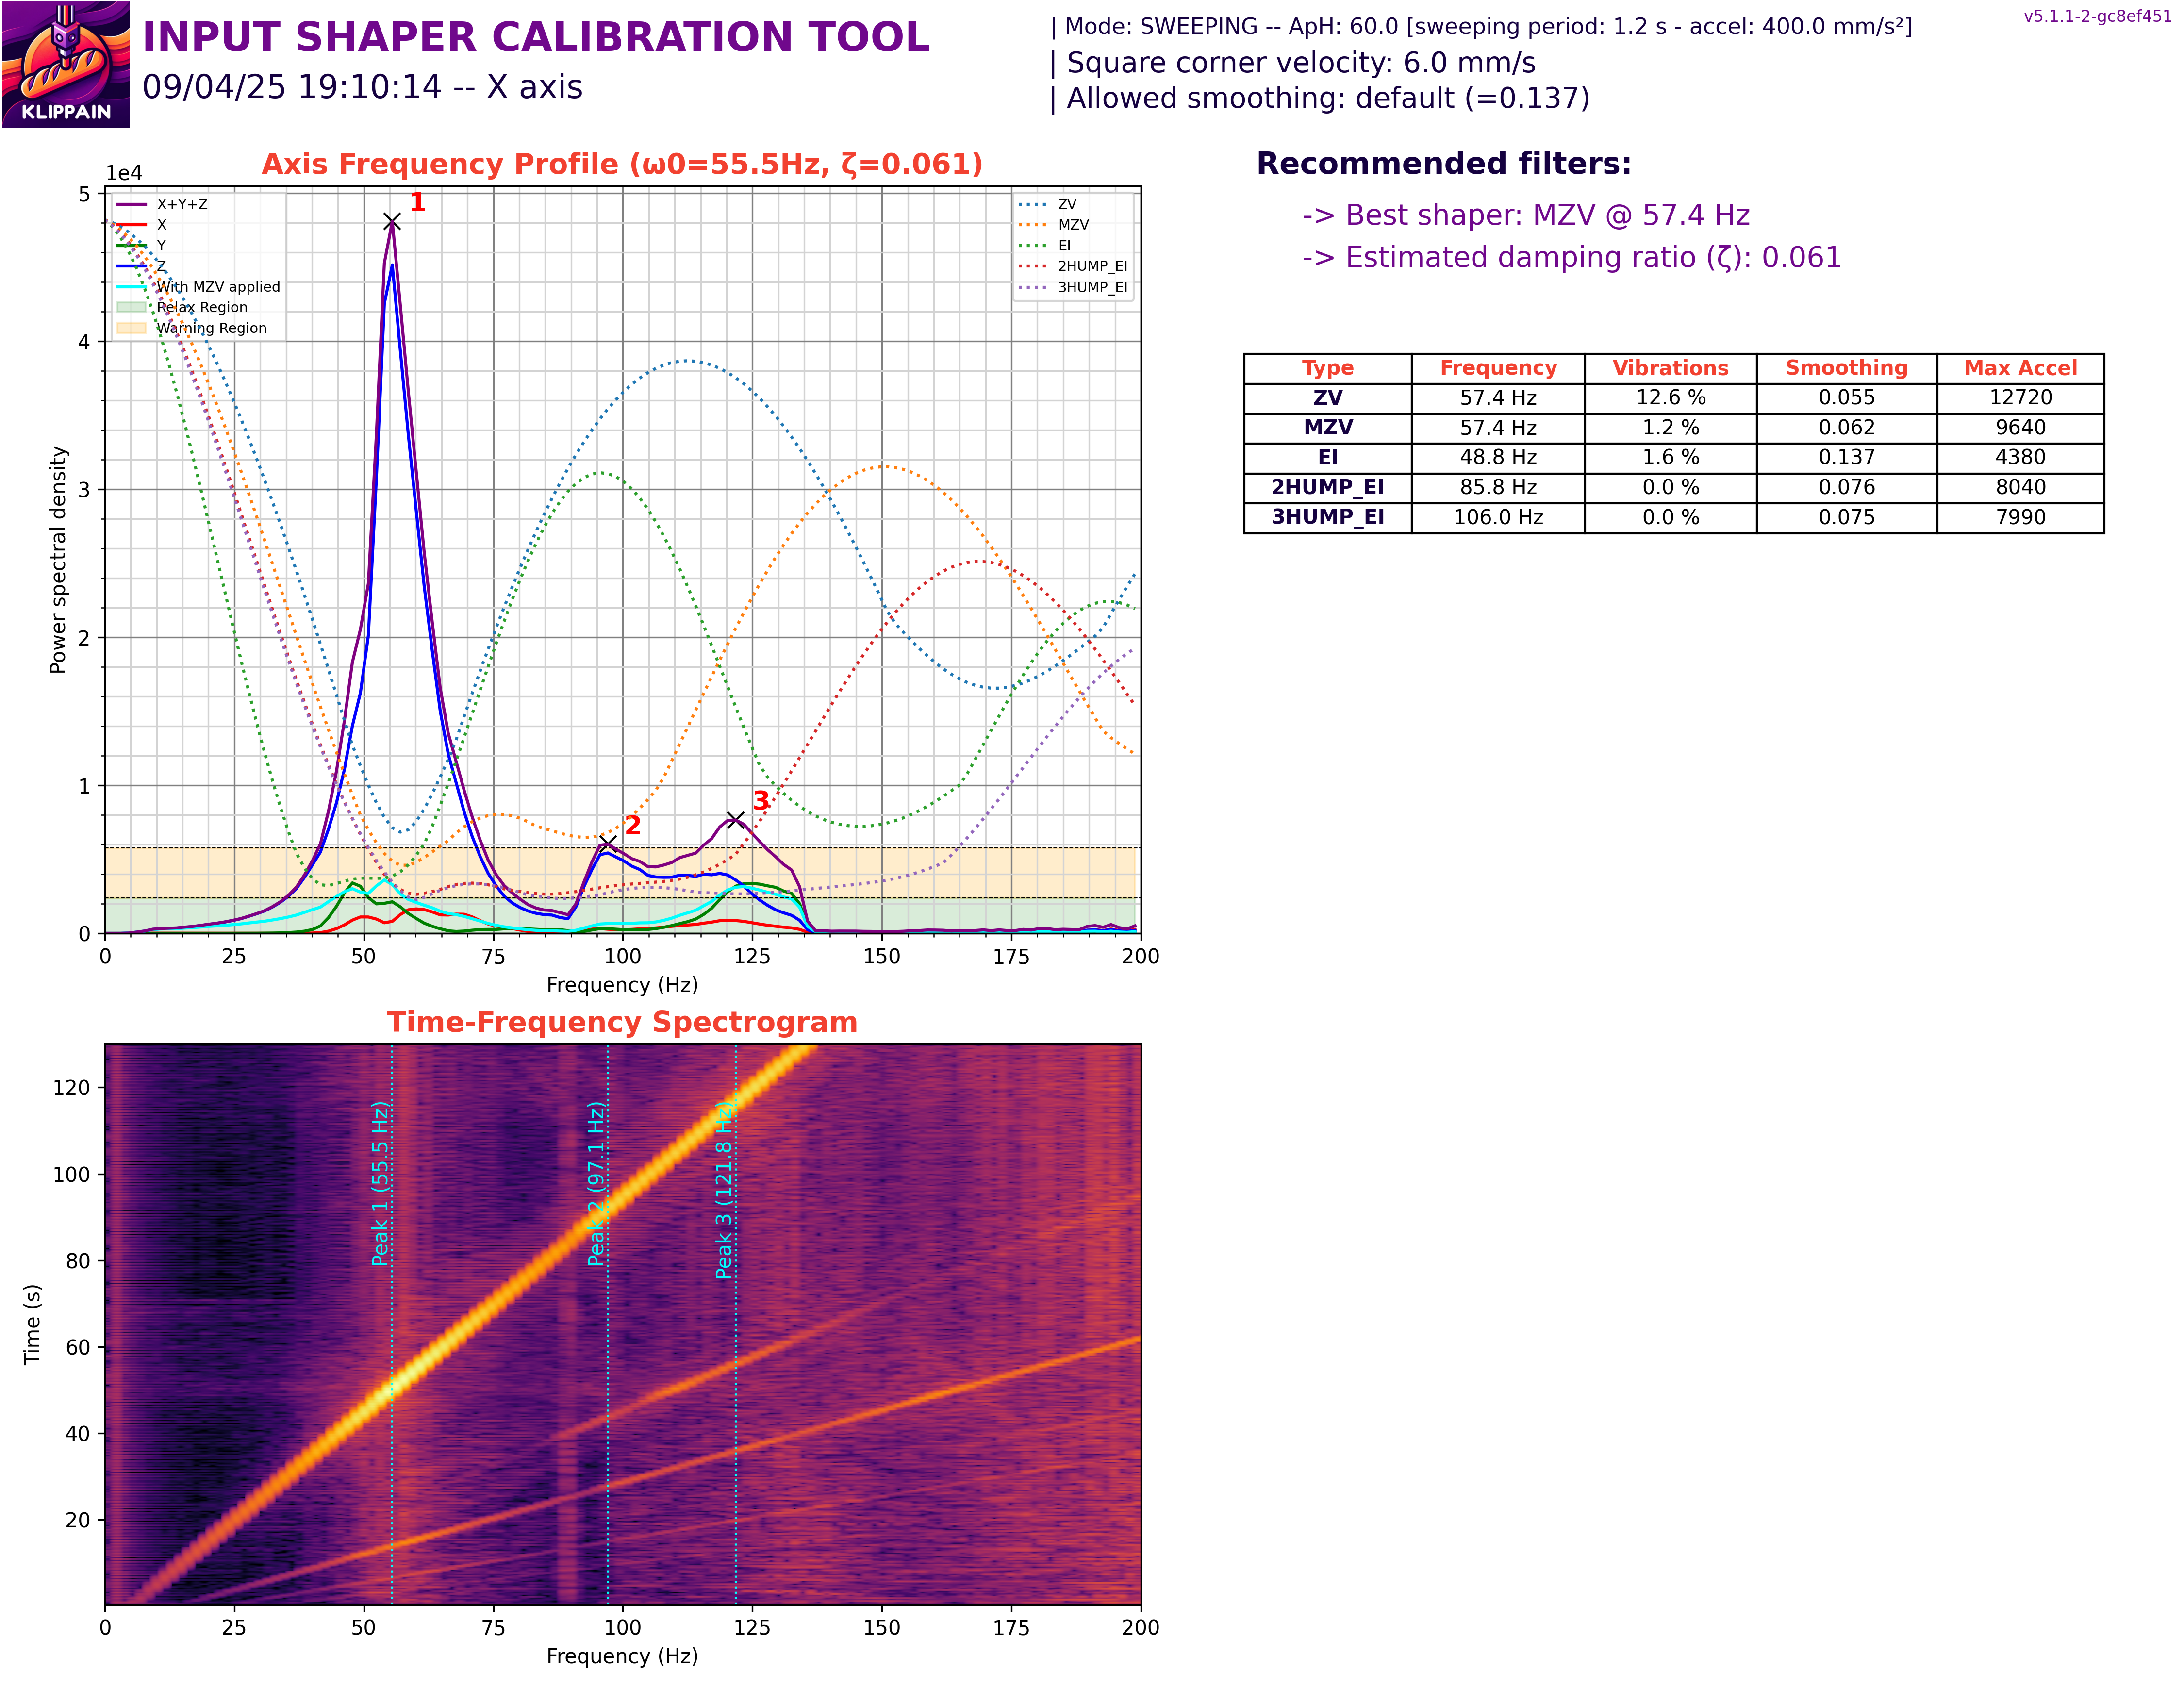 INPUT SHAPER CALIBRATION TOOL
09/04/25 19:10:14 -- X axis
KLIPPAIN
| Mode: SWEEPING -- ApH: 60.0 [sweeping period: 1.2 s - accel: 400.0 mm/s²]
| Square corner velocity: 6.0 mm/s
| Allowed smoothing: default (=0.137)
v5.1.1-2-gc8ef451
Axis Frequency Profile (ω0=55.5Hz, ζ=0.061)
1e4
X+Y+Z
X
Y
Z
With MZV applied
Relax Region
Warning Region
ZV
MZV
EI
2HUMP_EI
3HUMP_EI
1
2
3
5
4
3
2
1
0
Power spectral density
0 25 50 75 100 125 150 175 200
Frequency (Hz)
Recommended filters:
-> Best shaper: MZV @ 57.4 Hz
-> Estimated damping ratio (ζ): 0.061
Type Frequency Vibrations Smoothing Max Accel
ZV 57.4 Hz 12.6 % 0.055 12720
MZV 57.4 Hz 1.2 % 0.062 9640
EI 48.8 Hz 1.6 % 0.137 4380
2HUMP_EI 85.8 Hz 0.0 % 0.076 8040
3HUMP_EI 106.0 Hz 0.0 % 0.075 7990
Time-Frequency Spectrogram
120
100
80
60
40
20
Time (s)
Peak 1 (55.5 Hz)
Peak 2 (97.1 Hz)
Peak 3 (121.8 Hz)
0 25 50 75 100 125 150 175 200
Frequency (Hz)